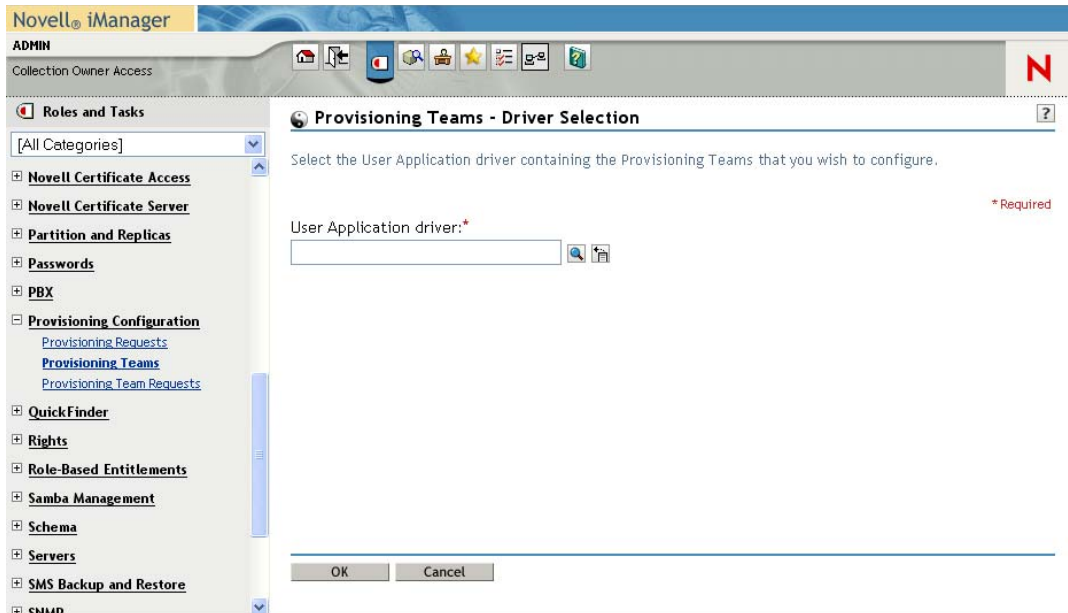 Novell® iManager
ADMIN
Collection Owner Access
N
Roles and Tasks
[All Categories]
Novell Certificate Access
Novell Certificate Server
Partition and Replicas
Passwords
PBX
Provisioning Configuration
Provisioning Requests
Provisioning Teams
Provisioning Team Requests
QuickFinder
Rights
Role-Based Entitlements
Samba Management
Schema
Servers
SMS Backup and Restore
SNMP
Provisioning Teams - Driver Selection
?
Select the User Application driver containing the Provisioning Teams that you wish to configure.
*Required
User Application driver:*
OK
Cancel